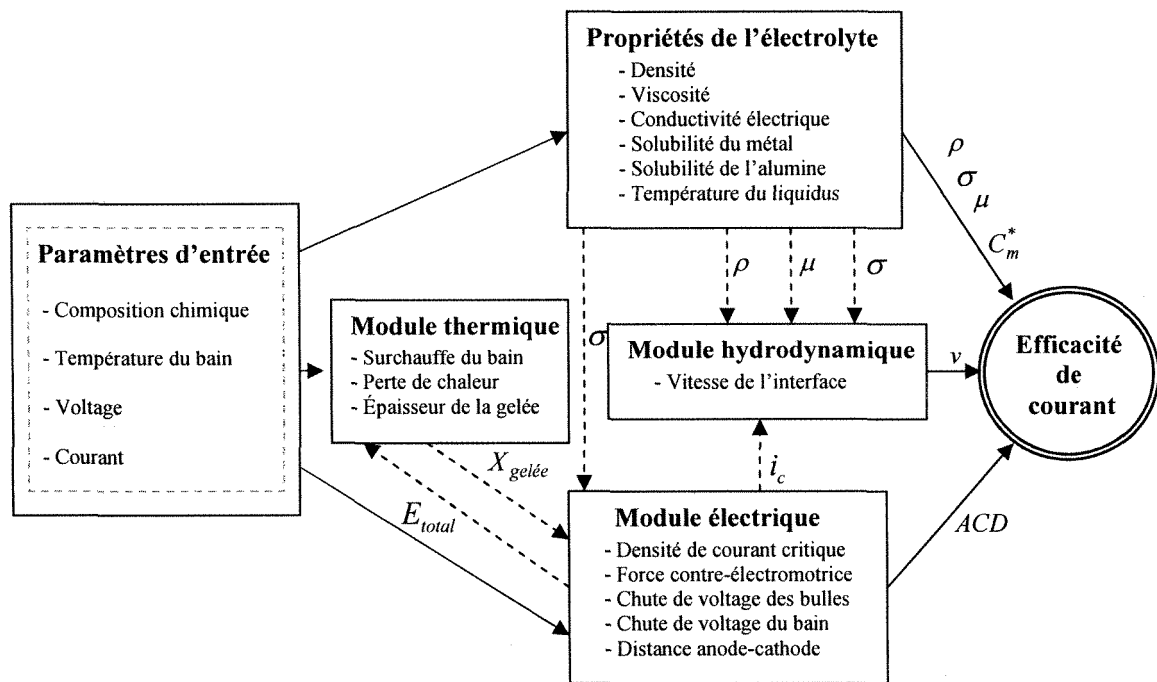 Propriétés de l'électrolyte
- Densité
- Viscosité
- Conductivité électrique
- Solubilité du métal
- Solubilité de l'alumine
- Température du liquidus
Paramètres d'entrée
- Composition chimique
- Température du bain
- Voltage
- Courant
Module thermique
- Surchauffe du bain
- Perte de chaleur
- Épaisseur de la gelée
σ
ρ
μ
σ
Module hydrodynamique
- Vitesse de l'interface
ρ
σ
μ
C*m
v
Efficacité
de
courant
X gelée
E total
i c
Module électrique
- Densité de courant critique
- Force contre-électromotrice
- Chute de voltage des bulles
- Chute de voltage du bain
- Distance anode-cathode
ACD